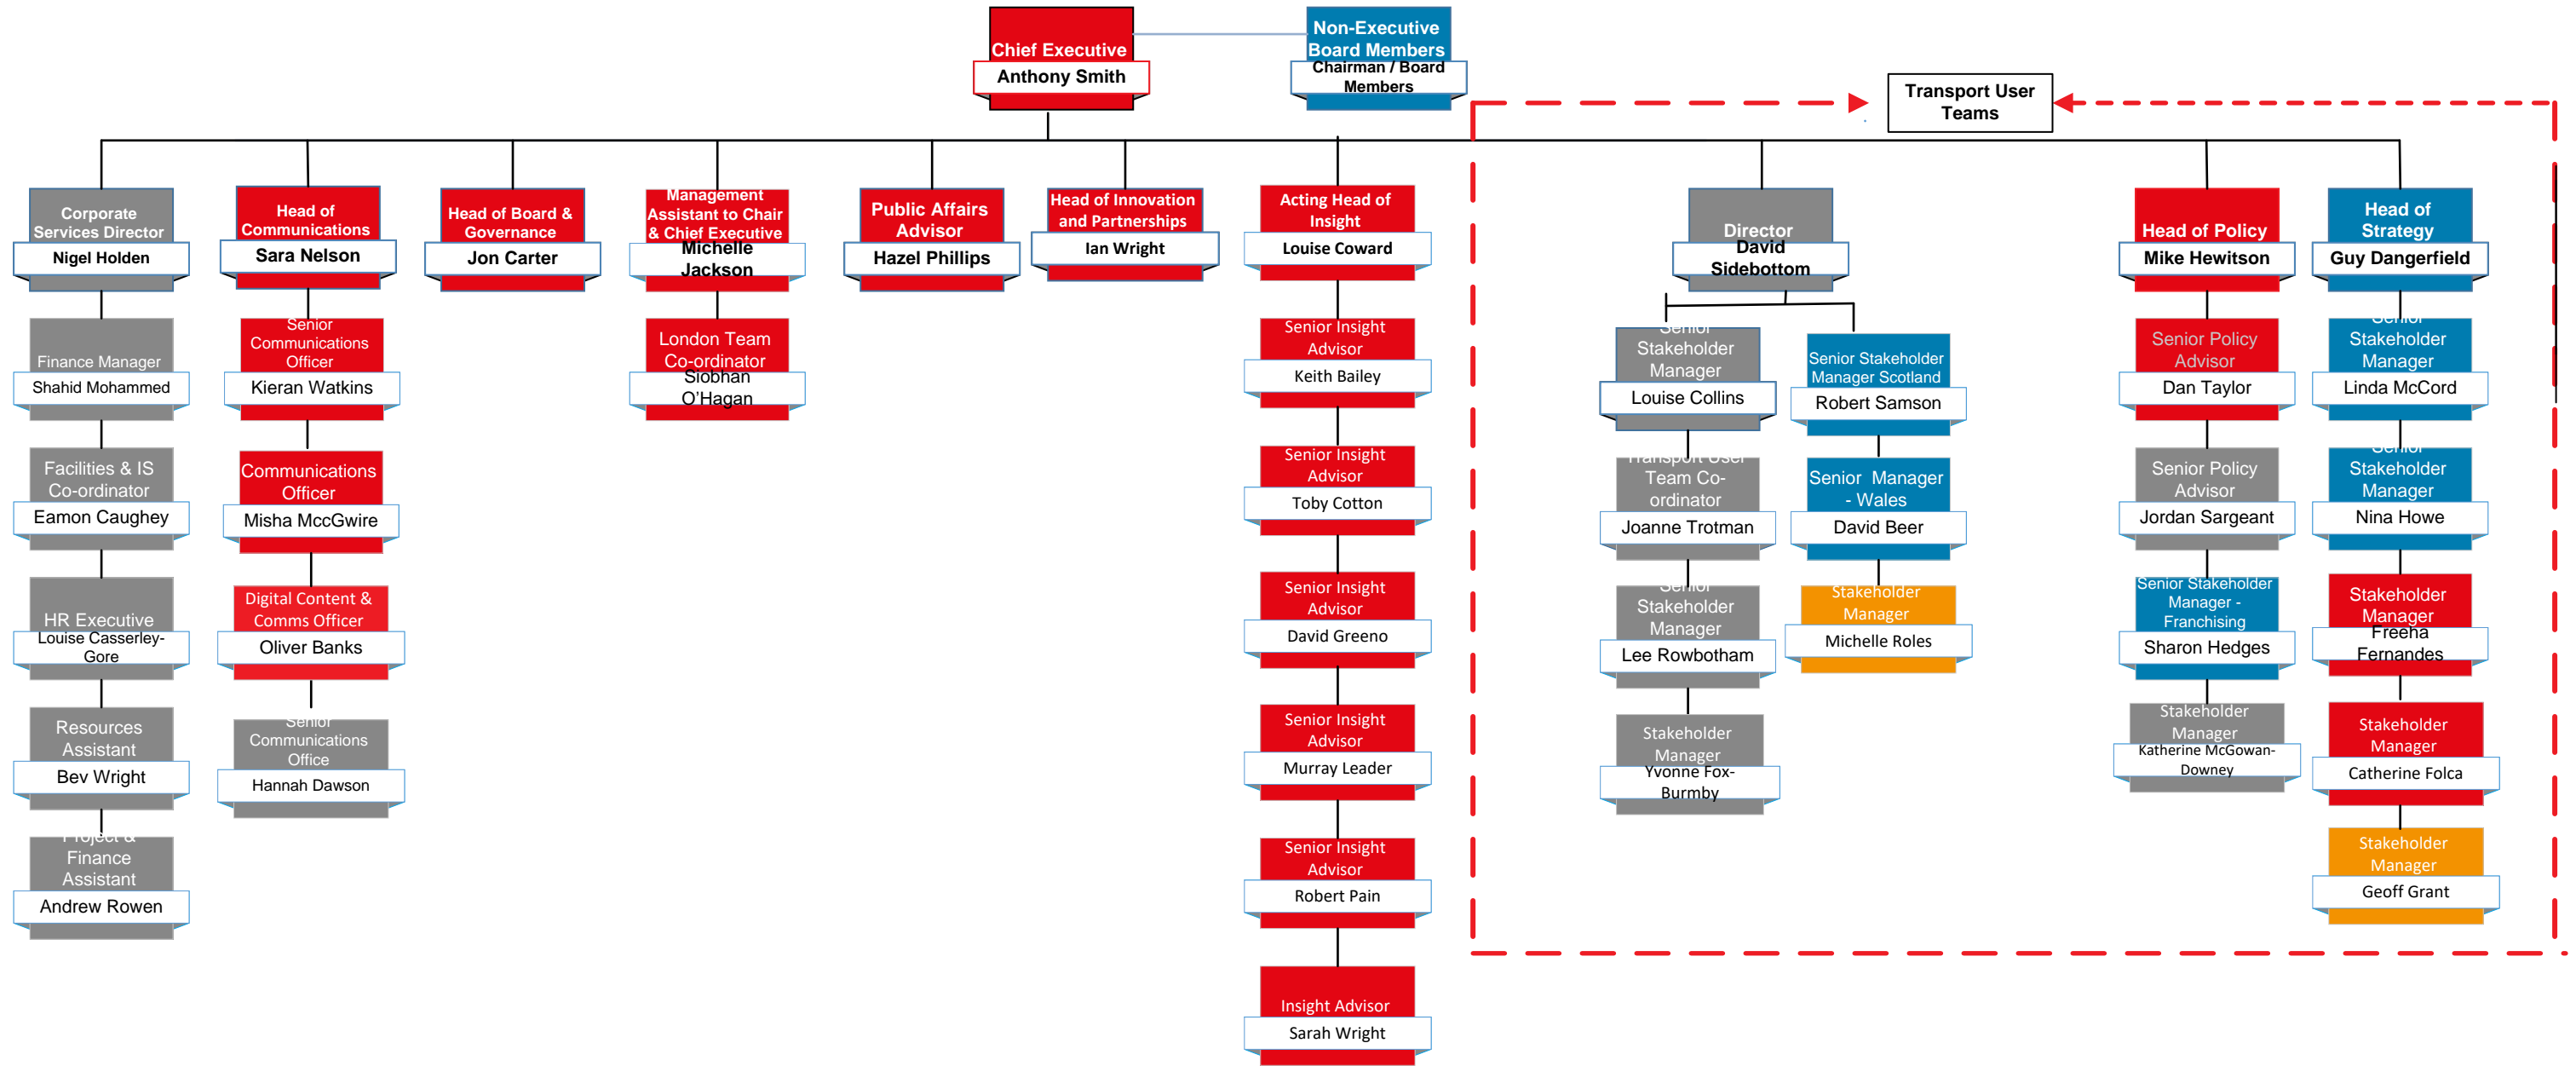 Chief Executive
Anthony Smith
Non-Executive
Board Members
Chairman / Board
Members
Transport User
Teams
Corporate
Services Director
Nigel Holden
Finance Manager
Shahid Mohammed
Facilities & IS
Co-ordinator
Eamon Caughey
HR Executive
Louise Casserley-
Gore
Resources
Assistant
Bev Wright
Project &
Finance
Assistant
Andrew Rowen
Head of
Communications
Sara Nelson
Senior
Communications
Officer
Kieran Watkins
Communications
Officer
Misha MccGwire
Digital Content &
Comms Officer
Oliver Banks
Senior
Communications
Office
Hannah Dawson
Head of Board &
Governance
Jon Carter
Management
Assistant to Chair
& Chief Executive
Michelle
Jackson
London Team
Co-ordinator
Siobhan
O'Hagan
Public Affairs
Advisor
Hazel Phillips
Head of Innovation
and Partnerships
Ian Wright
Acting Head of
Insight
Louise Coward
Senior Insight
Advisor
Keith Bailey
Senior Insight
Advisor
Toby Cotton
Senior Insight
Advisor
David Greeno
Senior Insight
Advisor
Murray Leader
Senior Insight
Advisor
Robert Pain
Insight Advisor
Sarah Wright
Director
David
Sidebottom
Senior
Stakeholder
Manager
Louise Collins
Transport User
Team Co-
ordinator
Joanne Trotman
Senior
Stakeholder
Manager
Lee Rowbotham
Stakeholder
Manager
Yvonne Fox-
Burmby
Senior Stakeholder
Manager Scotland
Robert Samson
Senior Manager
- Wales
David Beer
Stakeholder
Manager
Michelle Roles
Head of Policy
Mike Hewitson
Senior Policy
Advisor
Dan Taylor
Senior Policy
Advisor
Jordan Sargeant
Senior Stakeholder
Manager -
Franchising
Sharon Hedges
Stakeholder
Manager
Katherine McGowan-
Downey
Head of
Strategy
Guy Dangerfield
Senior
Stakeholder
Manager
Linda McCord
Senior
Stakeholder
Manager
Nina Howe
Stakeholder
Manager
Freeha
Fernandes
Stakeholder
Manager
Catherine Folca
Stakeholder
Manager
Geoff Grant